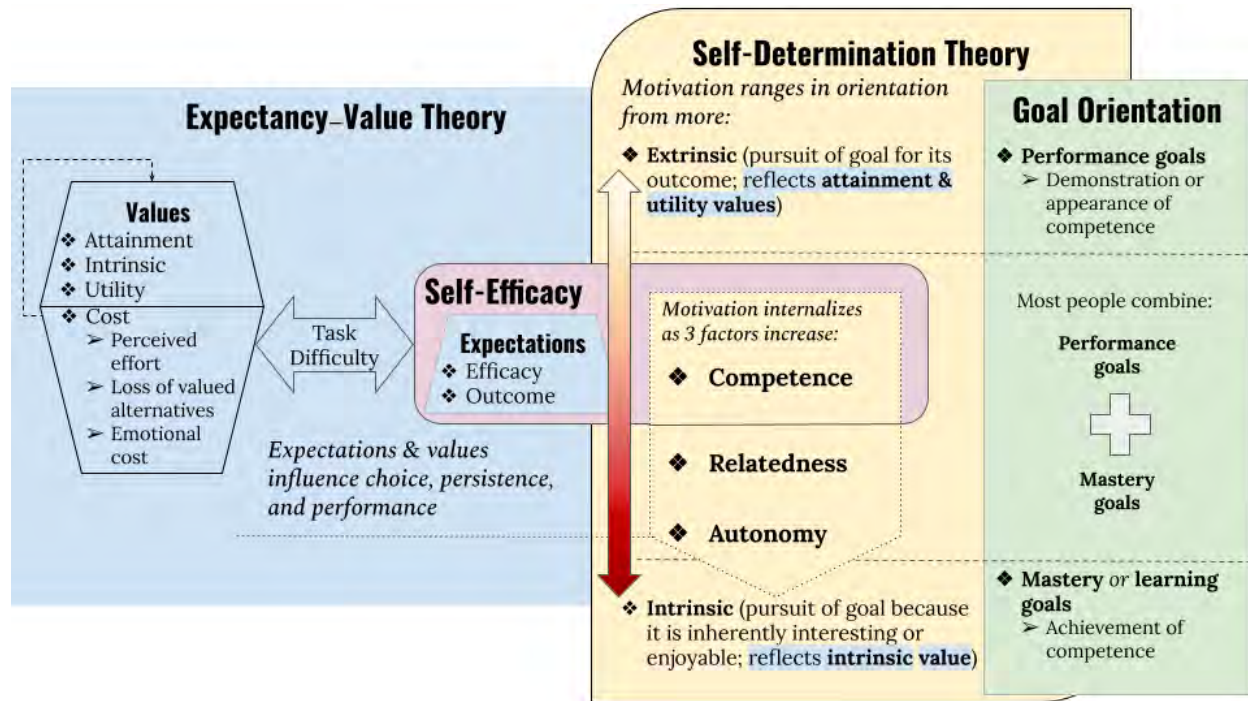 Expectancy–Value Theory
Values
❖ Attainment
❖ Intrinsic
❖ Utility
❖ Cost
➢ Perceived
effort
➢ Loss of valued
alternatives
➢ Emotional
cost
Task
Difficulty
Self-Efficacy
Expectations
❖ Efficacy
❖ Outcome
Expectations & values
influence choice, persistence,
and performance
Self-Determination Theory
Motivation ranges in orientation
from more:
❖ Extrinsic (pursuit of goal for its
outcome; reflects attainment &
utility values)
Motivation internalizes
as 3 factors increase:
❖ Competence
❖ Relatedness
❖ Autonomy
❖ Intrinsic (pursuit of goal because
it is inherently interesting or
enjoyable; reflects intrinsic value)
Goal Orientation
❖ Performance goals
➢ Demonstration or
appearance of
competence
Most people combine:
Performance
goals
Mastery
goals
❖ Mastery or learning
goals
➢ Achievement of
competence